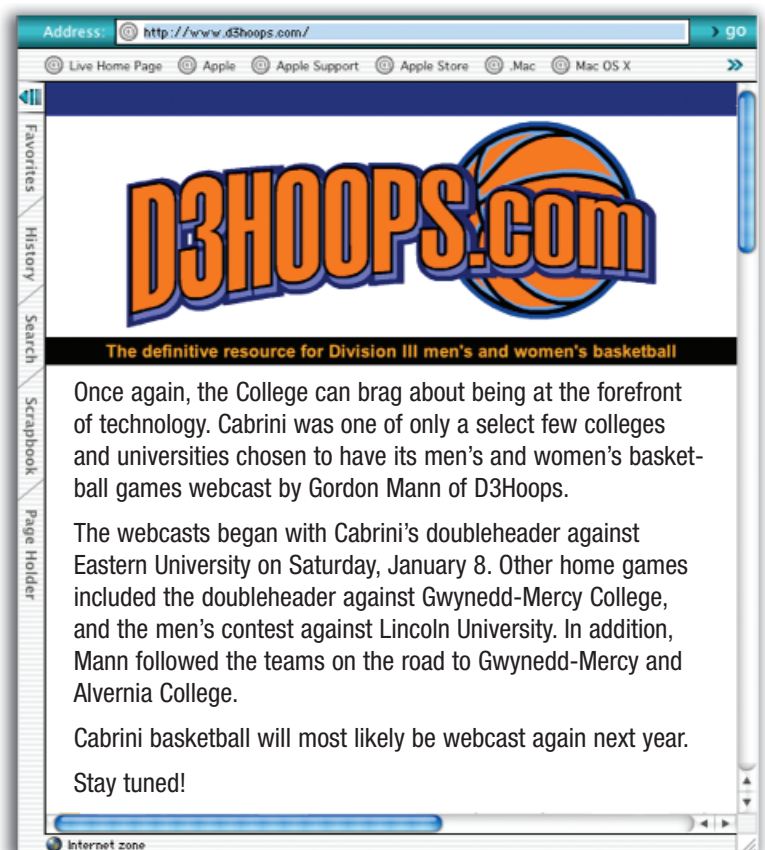 Address: http://www.d3hoops.com/ go
Live Home Page Apple Apple Support Apple Store .Mac Mac OS X
Favorites
History
Search
Scrapbook
Page Holder
D3HOOPS.com
The definitive resource for Division III men's and women's basketball
Once again, the College can brag about being at the forefront
of technology. Cabrini was one of only a select few colleges
and universities chosen to have its men’s and women’s basket-
ball games webcast by Gordon Mann of D3Hoops.
The webcasts began with Cabrini’s doubleheader against
Eastern University on Saturday, January 8. Other home games
included the doubleheader against Gwynedd-Mercy College,
and the men’s contest against Lincoln University. In addition,
Mann followed the teams on the road to Gwynedd-Mercy and
Alvernia College.
Cabrini basketball will most likely be webcast again next year.
Stay tuned!
Internet zone